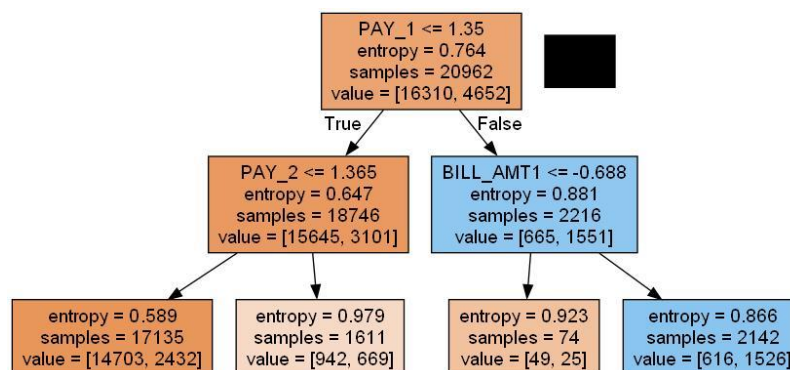 PAY_1 <= 1.35
entropy = 0.764
samples = 20962
value = [16310, 4652]
True
False
PAY_2 <= 1.365
entropy = 0.647
samples = 18746
value = [15645, 3101]
BILL_AMT1 <= -0.688
entropy = 0.881
samples = 2216
value = [665, 1551]
entropy = 0.589
samples = 17135
value = [14703, 2432]
entropy = 0.979
samples = 1611
value = [942, 669]
entropy = 0.923
samples = 74
value = [49, 25]
entropy = 0.866
samples = 2142
value = [616, 1526]